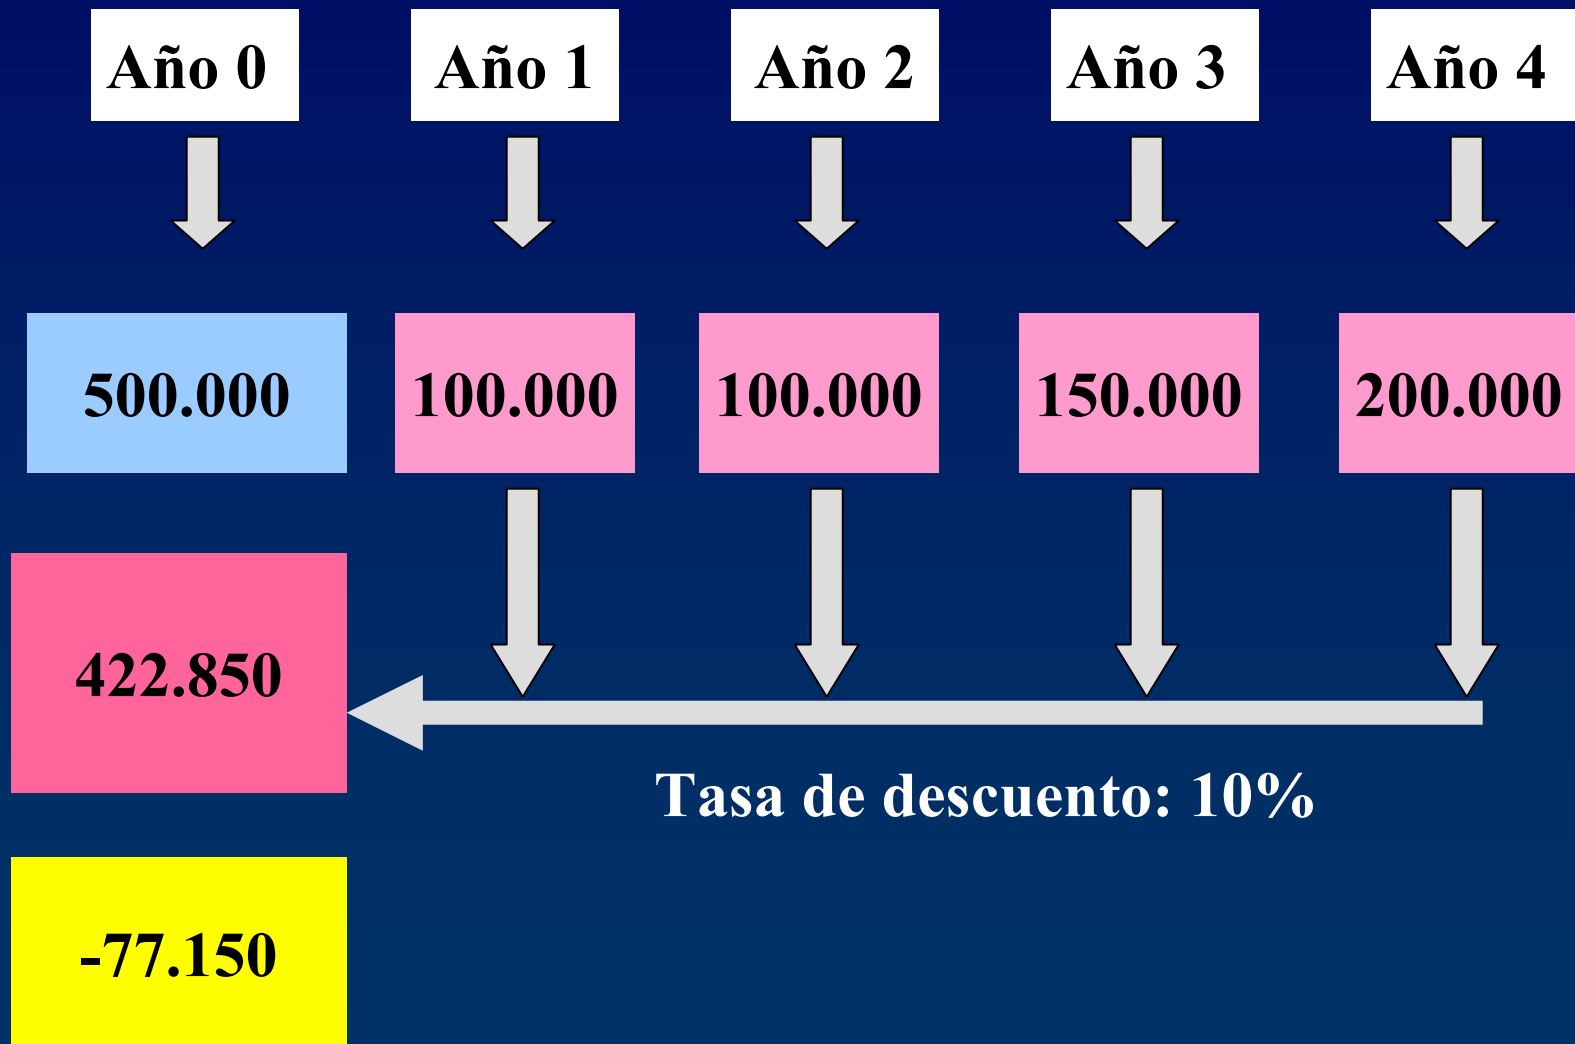 Año 0
Año 1
Año 2
Año 3
Año 4
500.000
100.000
100.000
150.000
200.000
422.850
Tasa de descuento: 10%
-77.150